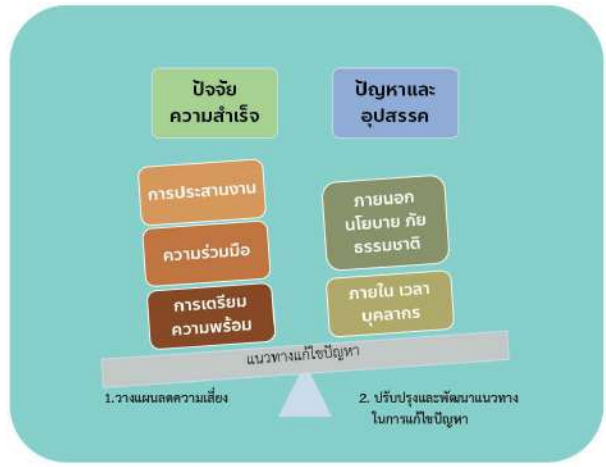 ปัจจัย
ความสำเร็จ
ปัญหาและ
อุปสรรค
การประสานงาน
ความร่วมมือ
การเตรียม
ความพร้อม
ภายนอก
นโยบาย ภัย
ธรรมชาติ
ภายใน เวลา
บุคลากร
แนวทางแก้ไขปัญหา
1.วางแผนลดความเสี่ยง
2. ปรับปรุงและพัฒนาแนวทาง
ในการแก้ไขปัญหา